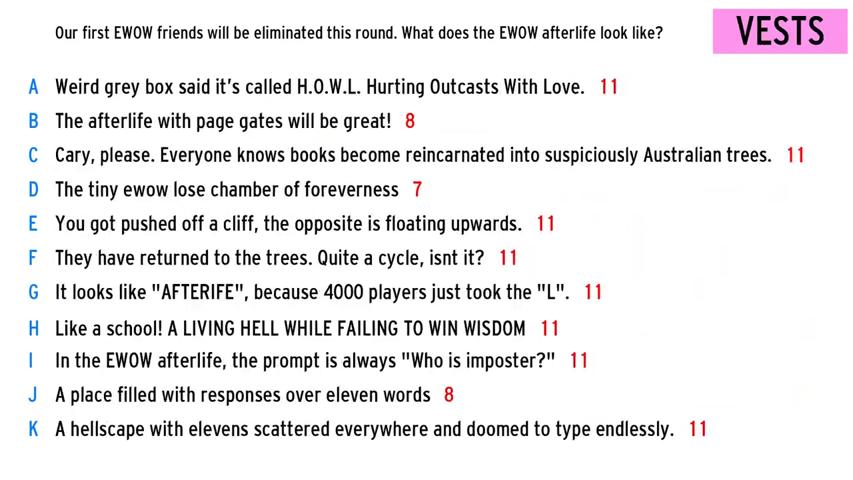 Our first EWOW friends will be eliminated this round. What does the EWOW afterlife look like?
VESTS
A Weird grey box said it's called H.O.W.L. Hurting Outcasts With Love. 11
B The afterlife with page gates will be great! 8
C Cary, please. Everyone knows books become reincarnated into suspiciously Australian trees. 11
D The tiny ewow lose chamber of foreverness 7
E You got pushed off a cliff, the opposite is floating upwards. 11
F They have returned to the trees. Quite a cycle, isnt it? 11
G It looks like "AFTERIFE", because 4000 players just took the "L". 11
H Like a school! A LIVING HELL WHILE FAILING TO WIN WISDOM 11
I In the EWOW afterlife, the prompt is always "Who is imposter?" 11
J A place filled with responses over eleven words 8
K A hellscape with elevens scattered everywhere and doomed to type endlessly. 11